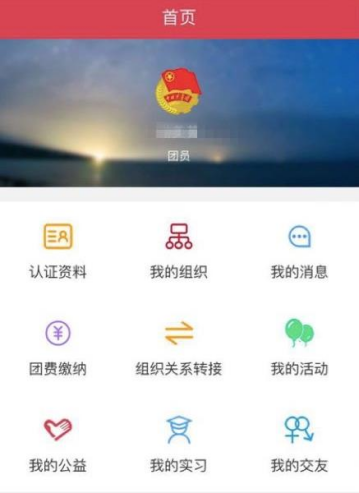 首页
团员
认证资料
我的组织
我的消息
团费缴纳
组织关系转接
我的活动
我的公益
我的实习
我的交友